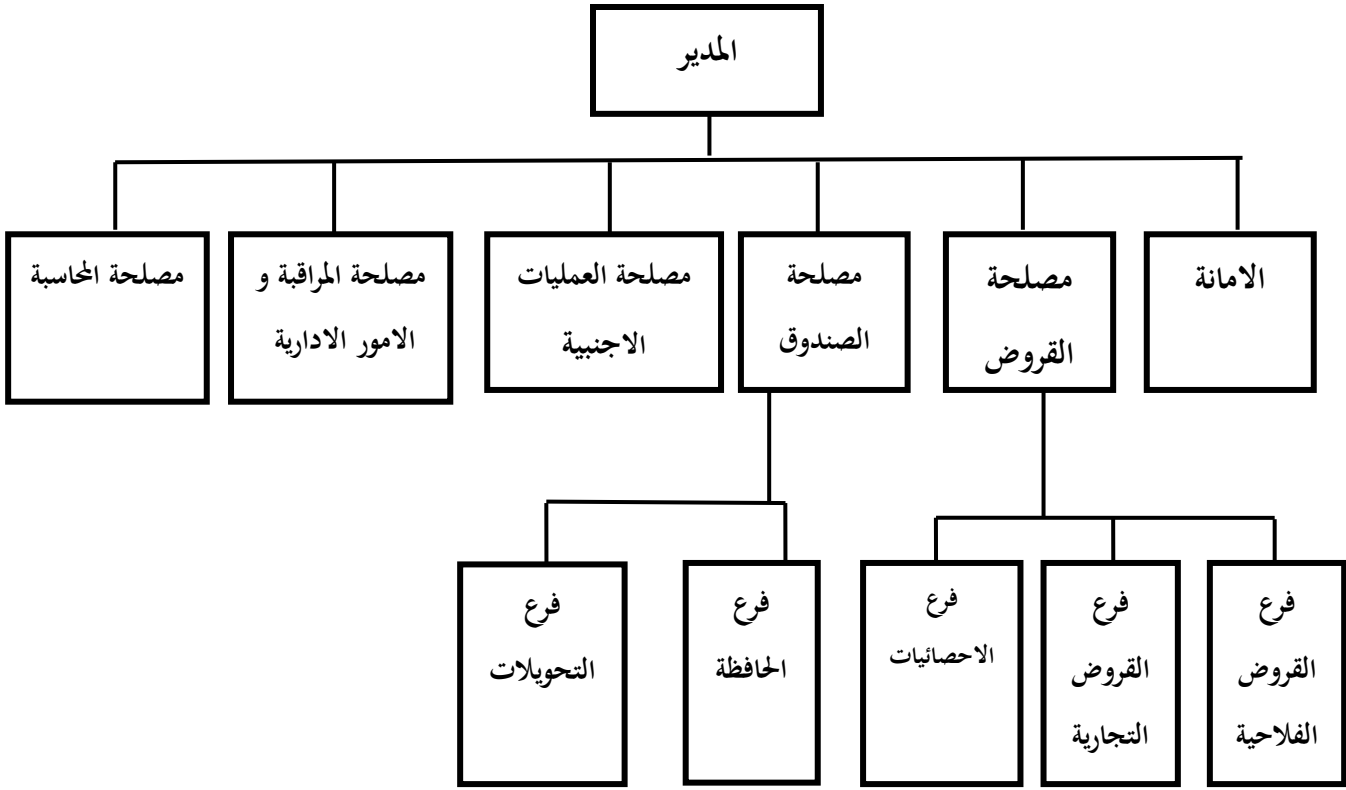 المدير
الامانة
مصلحة
القروض
مصلحة
الصندوق
مصلحة العمليات
الاجنبية
مصلحة المراقبة و
الامور الادارية
مصلحة المحاسبة
فرع
القروض
الفلاحية
فرع
القروض
التجارية
فرع
الاحصائيات
فرع
الحافظة
فرع
التحويلات